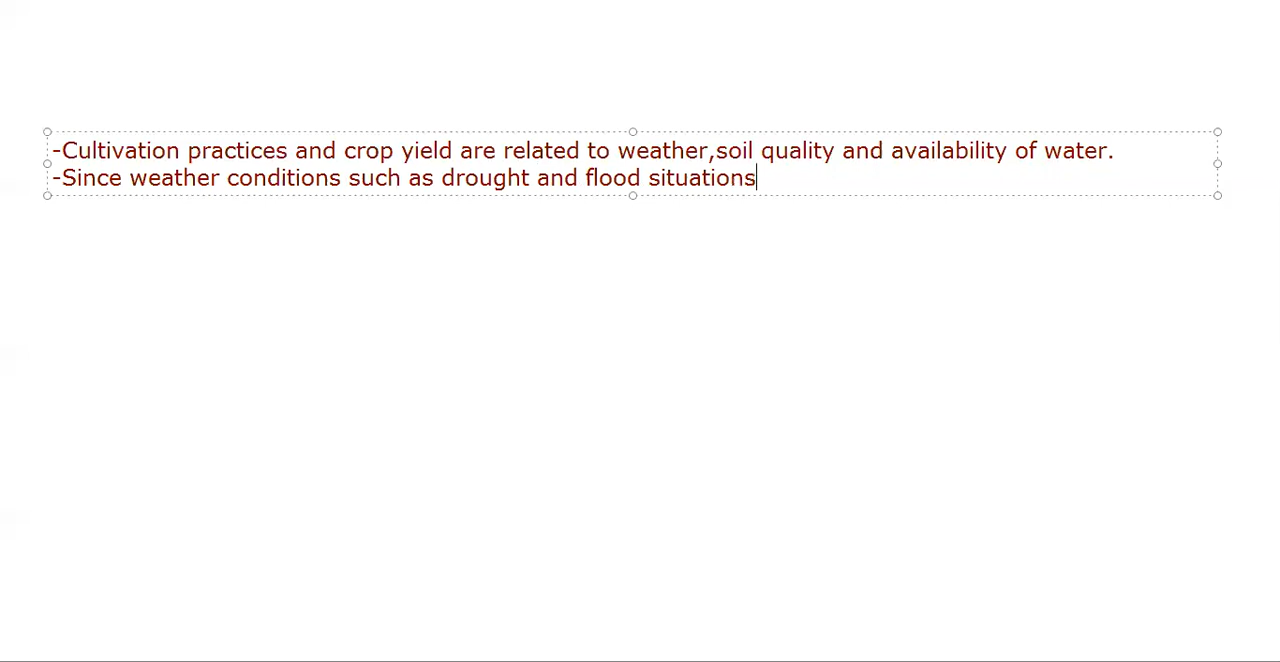 -Cultivation practices and crop yield are related to weather,soil quality and availability of water.
-Since weather conditions such as drought and flood situations